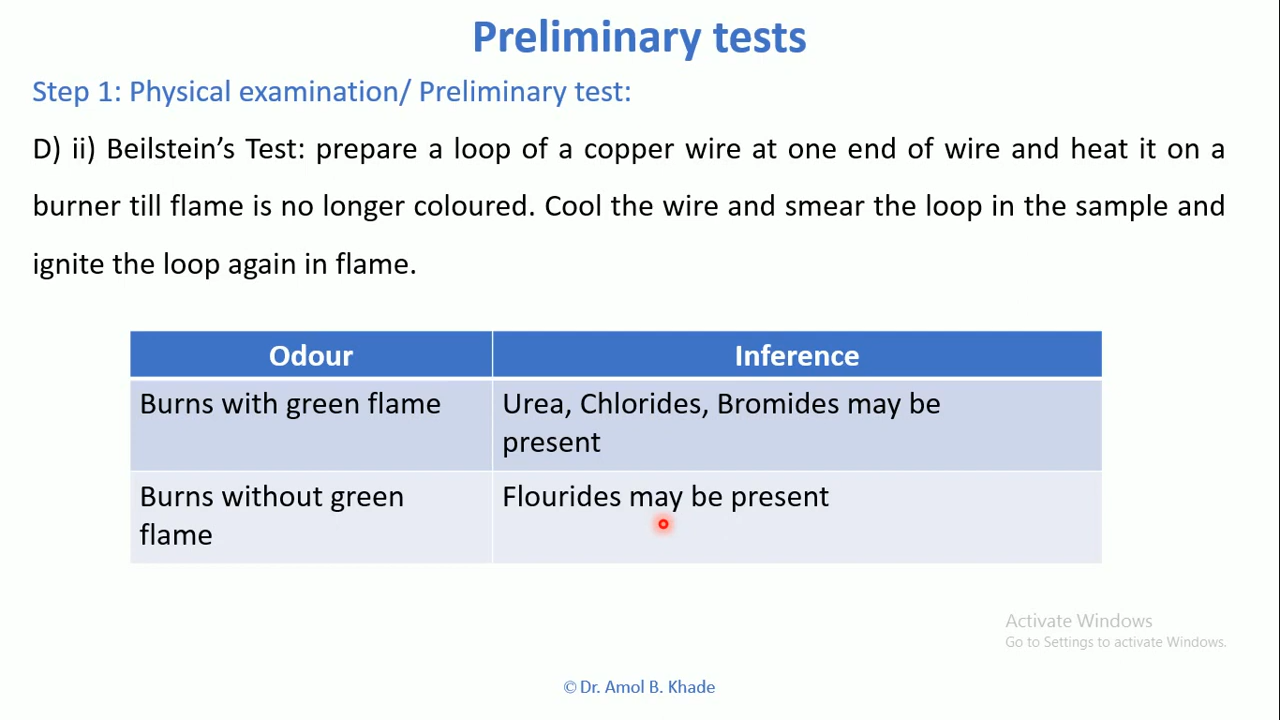 Preliminary tests
Step 1: Physical examination/ Preliminary test:
D) ii) Beilstein’s Test: prepare a loop of a copper wire at one end of wire and heat it on a
burner till flame is no longer coloured. Cool the wire and smear the loop in the sample and
ignite the loop again in flame.
Odour
Inference
Burns with green flame
Urea, Chlorides, Bromides may be
present
Burns without green
flame
Flourides may be present
Activate Windows
Go to Settings to activate Windows.
© Dr. Amol B. Khade